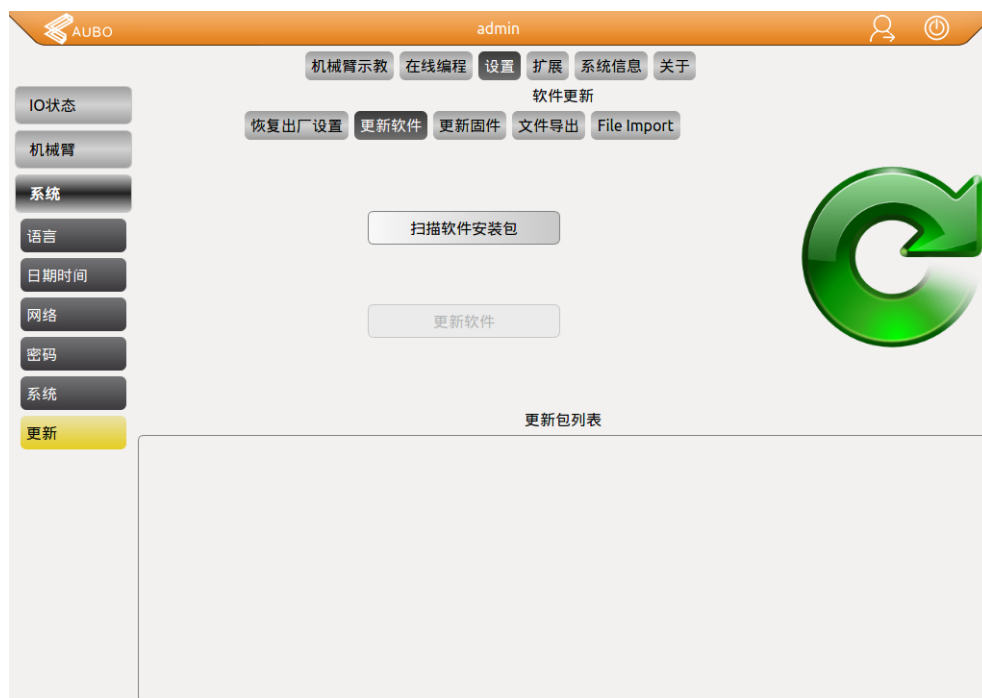 AUBO
admin
机械臂示教 在线编程 设置 扩展 系统信息 关于
软件更新
恢复出厂设置 更新软件 更新固件 文件导出 File Import
IO状态
机械臂
系统
语言
日期时间
网络
密码
系统
更新
扫描软件安装包
更新软件
更新包列表